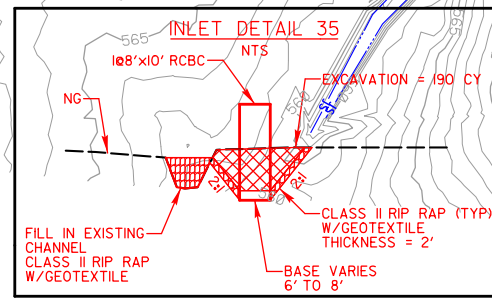 INLET DETAIL 35
NTS
1@8'x10' RCBC
EXCAVATION = 190 CY
NG
2:1
2:1
FILL IN EXISTING
CHANNEL
CLASS II RIP RAP
W/GEOTEXTILE
CLASS II RIP RAP (TYP)
W/GEOTEXTILE
THICKNESS = 2'
BASE VARIES
6' TO 8'
565
565
560
560